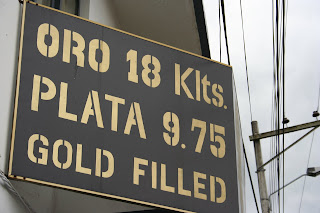 ORO 18 Klts.
PLATA 9.75
GOLD FILLED